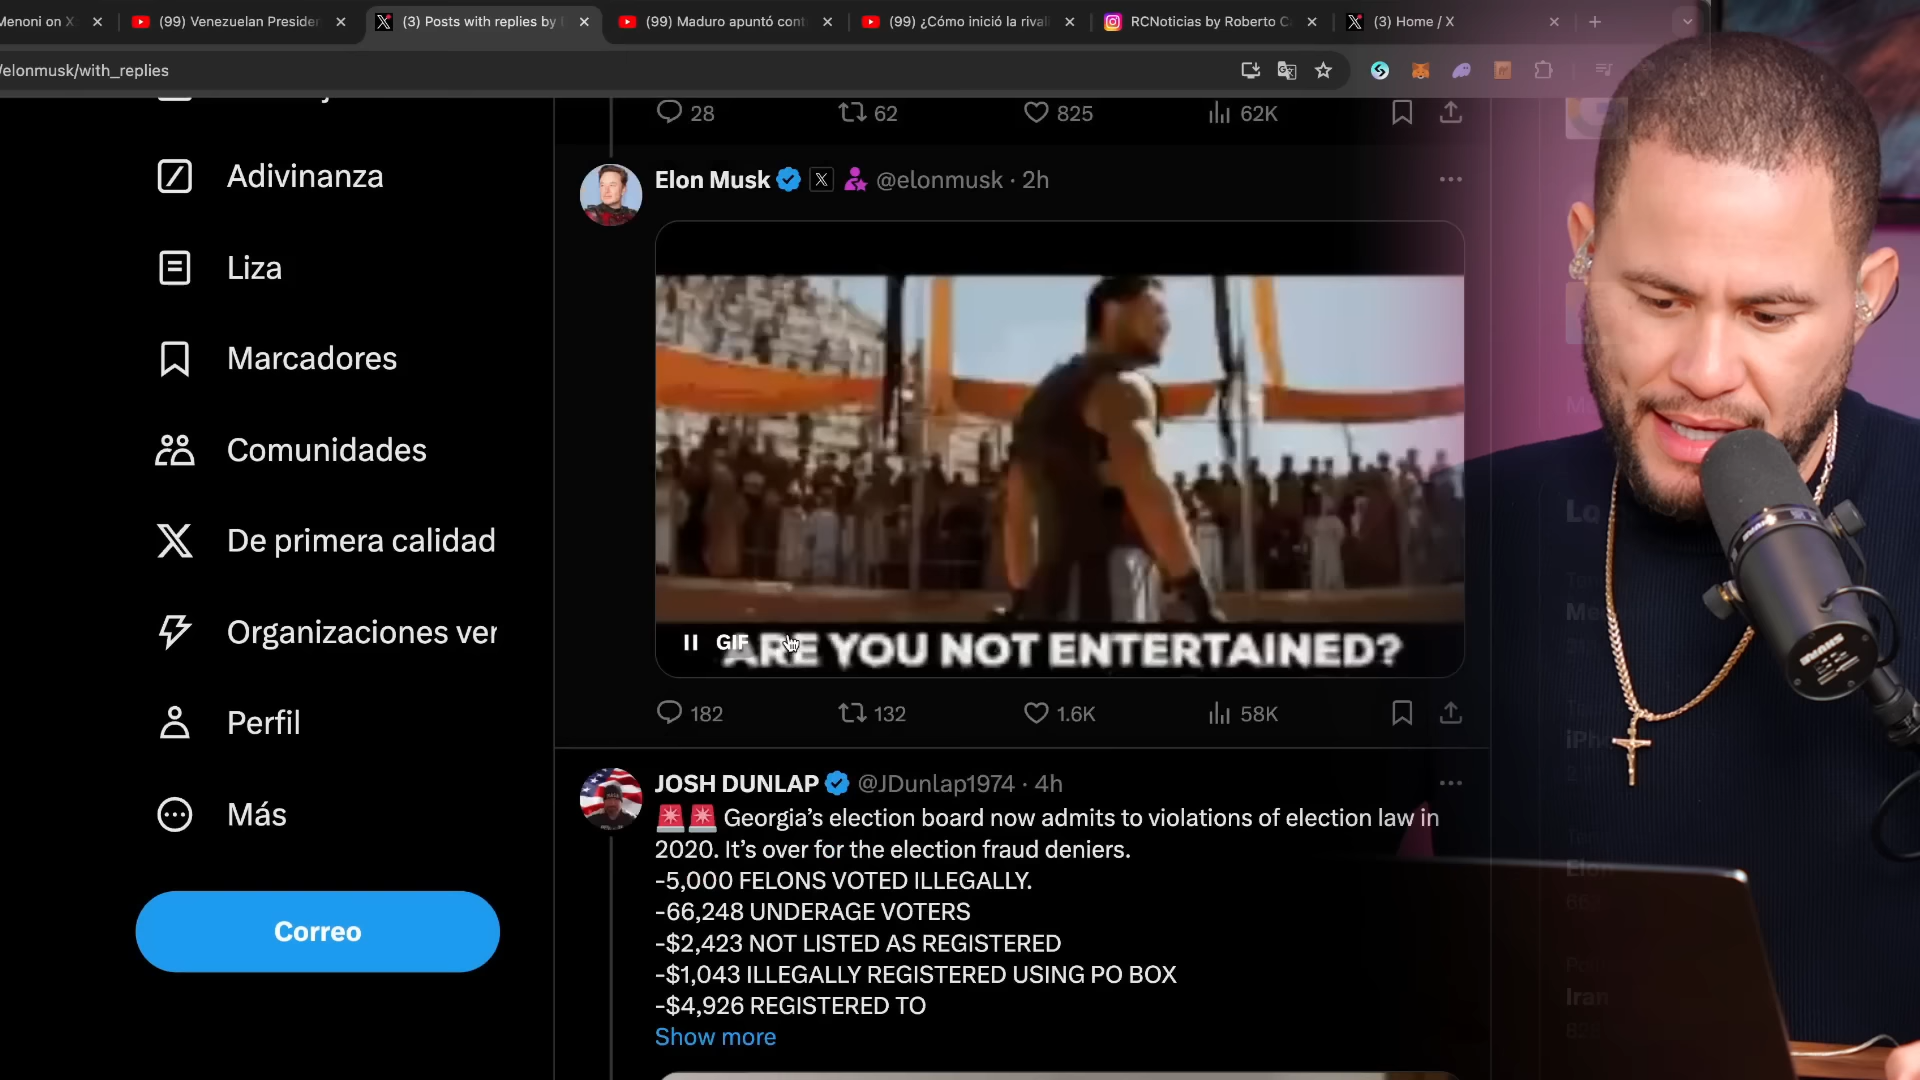 Menoni on X
(99) Venezuelan Presiden
(3) Posts with replies by
(99) Maduro apuntó cont
(99) ¿Cómo inició la rival
RCNoticias by Roberto C
(3) Home / X
/elonmusk/with_replies
28 62 825 62K
Adivinanza
Liza
Marcadores
Comunidades
De primera calidad
Organizaciones ver
Perfil
Más
Correo
Elon Musk @elonmusk · 2h
GIF
ARE YOU NOT ENTERTAINED?
182 132 1.6K 58K
JOSH DUNLAP @JDunlap1974 · 4h
🚨🚨 Georgia’s election board now admits to violations of election law in
2020. It’s over for the election fraud deniers.
-5,000 FELONS VOTED ILLEGALLY.
-66,248 UNDERAGE VOTERS
-$2,423 NOT LISTED AS REGISTERED
-$1,043 ILLEGALLY REGISTERED USING PO BOX
-$4,926 REGISTERED TO
Show more
Lo
SHURE